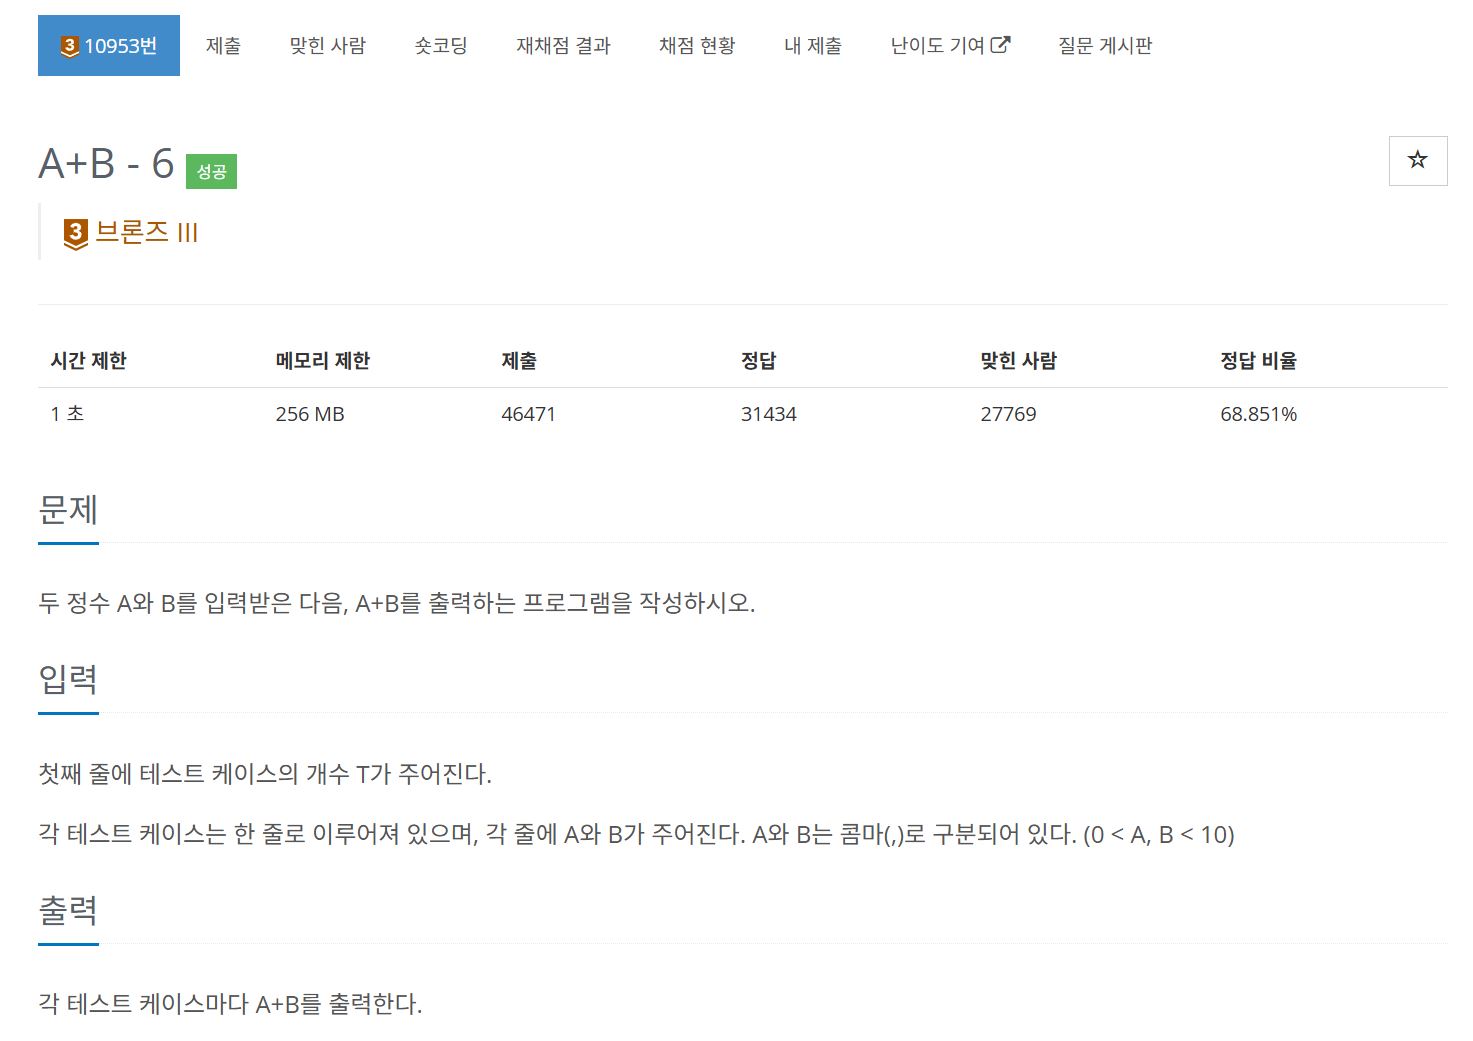 3 10953번 제출 맞힌 사람 숏코딩 재채점 결과 채점 현황 내 제출 난이도 기여 질문 게시판
A+B - 6 성공
3 브론즈 III
시간 제한 메모리 제한 제출 정답 맞힌 사람 정답 비율
1 초 256 MB 46471 31434 27769 68.851%
문제
두 정수 A와 B를 입력받은 다음, A+B를 출력하는 프로그램을 작성하시오.
입력
첫째 줄에 테스트 케이스의 개수 T가 주어진다.
각 테스트 케이스는 한 줄로 이루어져 있으며, 각 줄에 A와 B가 주어진다. A와 B는 콤마(,)로 구분되어 있다. (0 < A, B < 10)
출력
각 테스트 케이스마다 A+B를 출력한다.